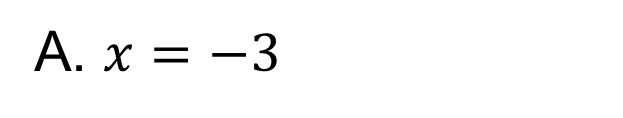 A. x = −3